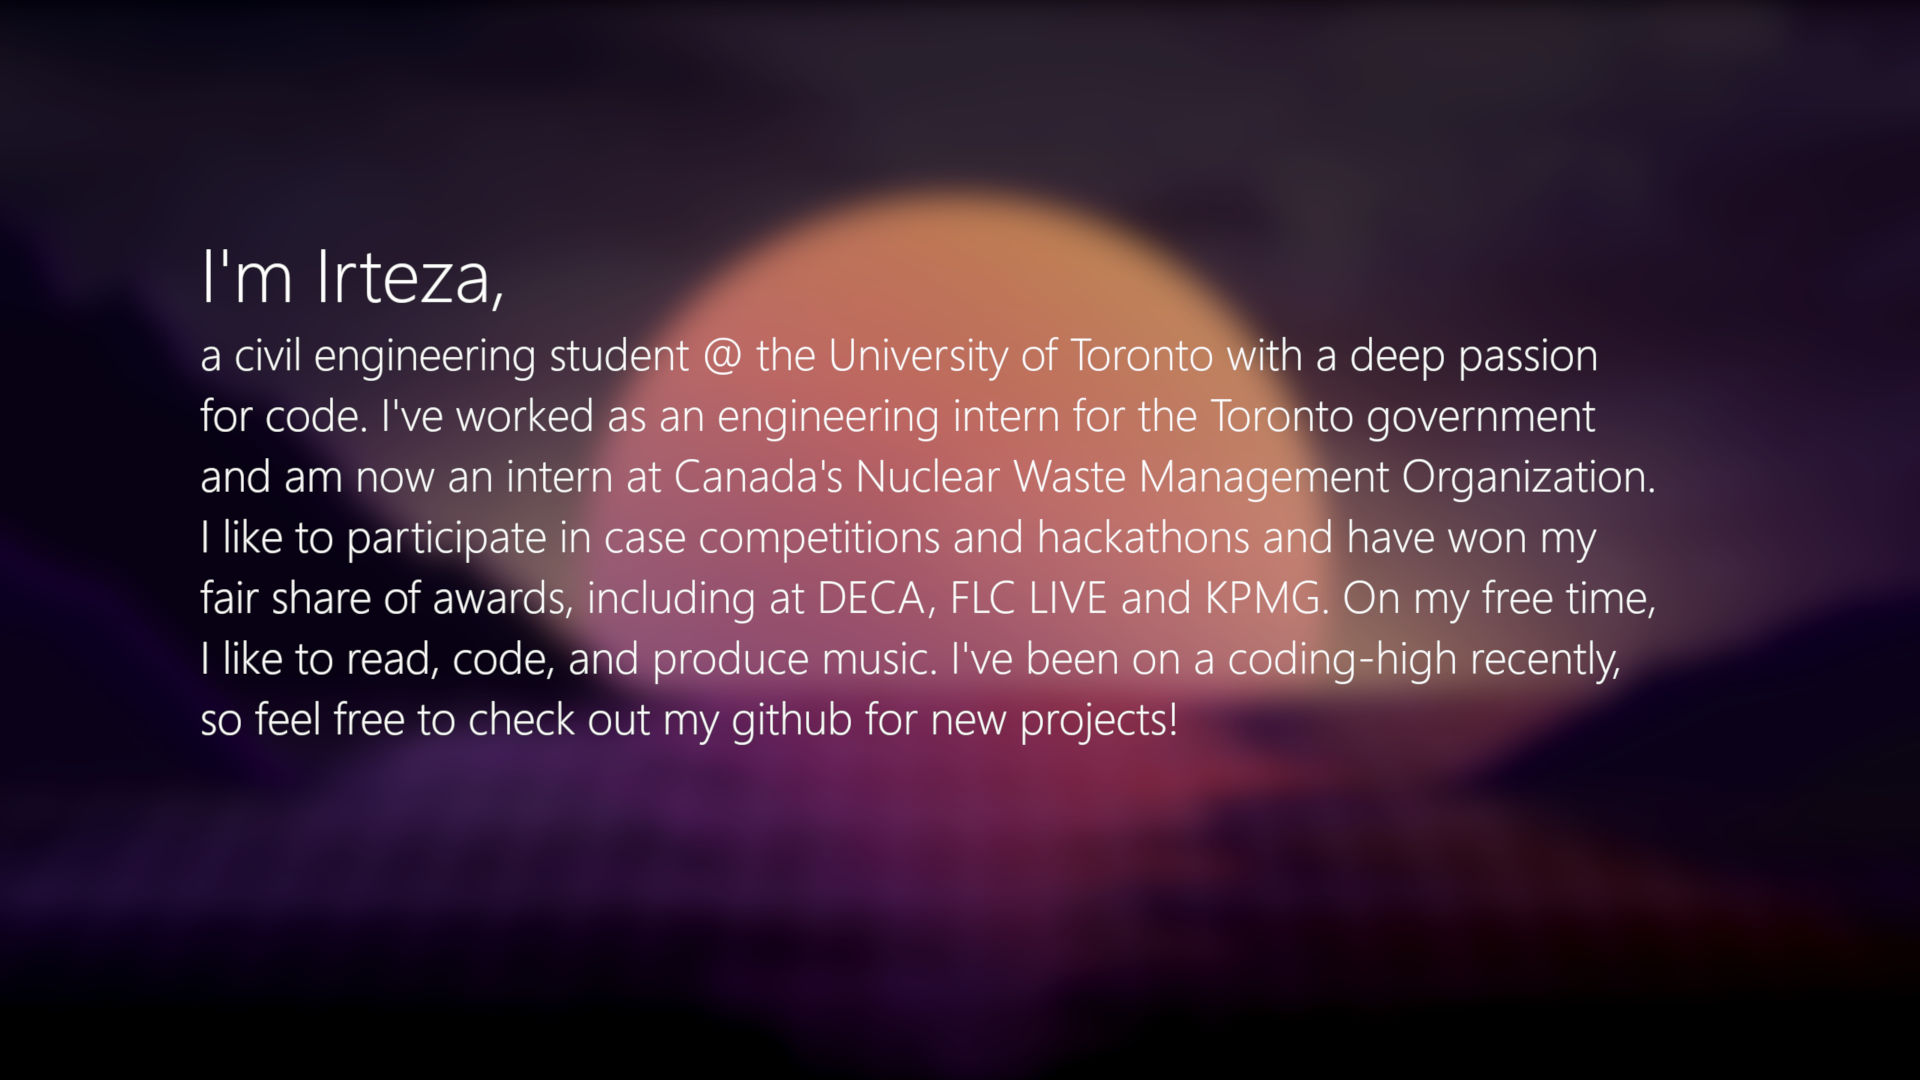 I'm Irteza,
a civil engineering student @ the University of Toronto with a deep passion
for code. I've worked as an engineering intern for the Toronto government
and am now an intern at Canada's Nuclear Waste Management Organization.
I like to participate in case competitions and hackathons and have won my
fair share of awards, including at DECA, FLC LIVE and KPMG. On my free time,
I like to read, code, and produce music. I've been on a coding-high recently,
so feel free to check out my github for new projects!